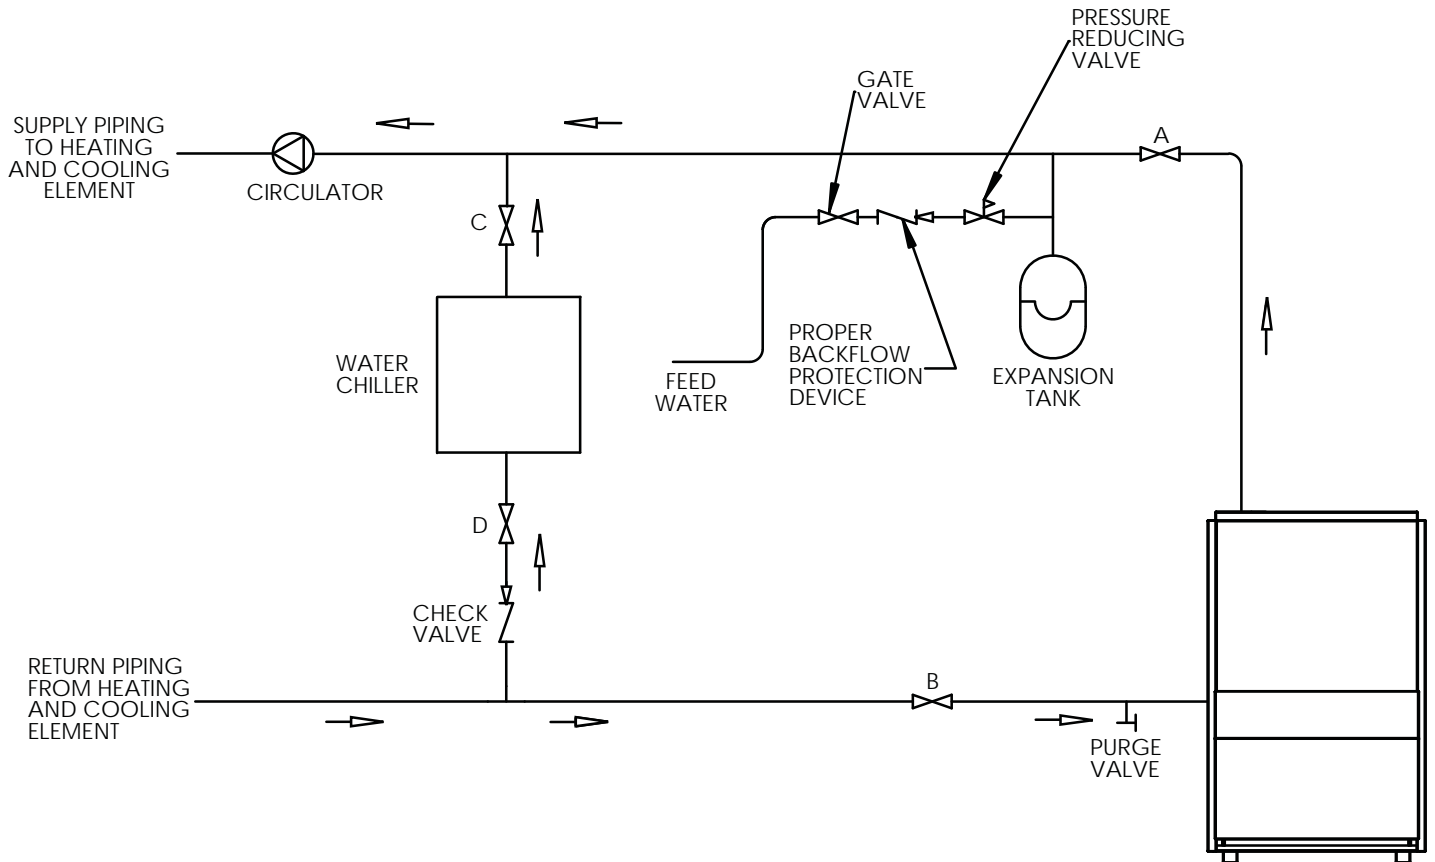 PRESSURE
REDUCING
VALVE
GATE
VALVE
SUPPLY PIPING
TO HEATING
AND COOLING
ELEMENT
CIRCULATOR
A
C
WATER
CHILLER
FEED
WATER
PROPER
BACKFLOW
PROTECTION
DEVICE
EXPANSION
TANK
D
CHECK
VALVE
RETURN PIPING
FROM HEATING
AND COOLING
ELEMENT
B
PURGE
VALVE